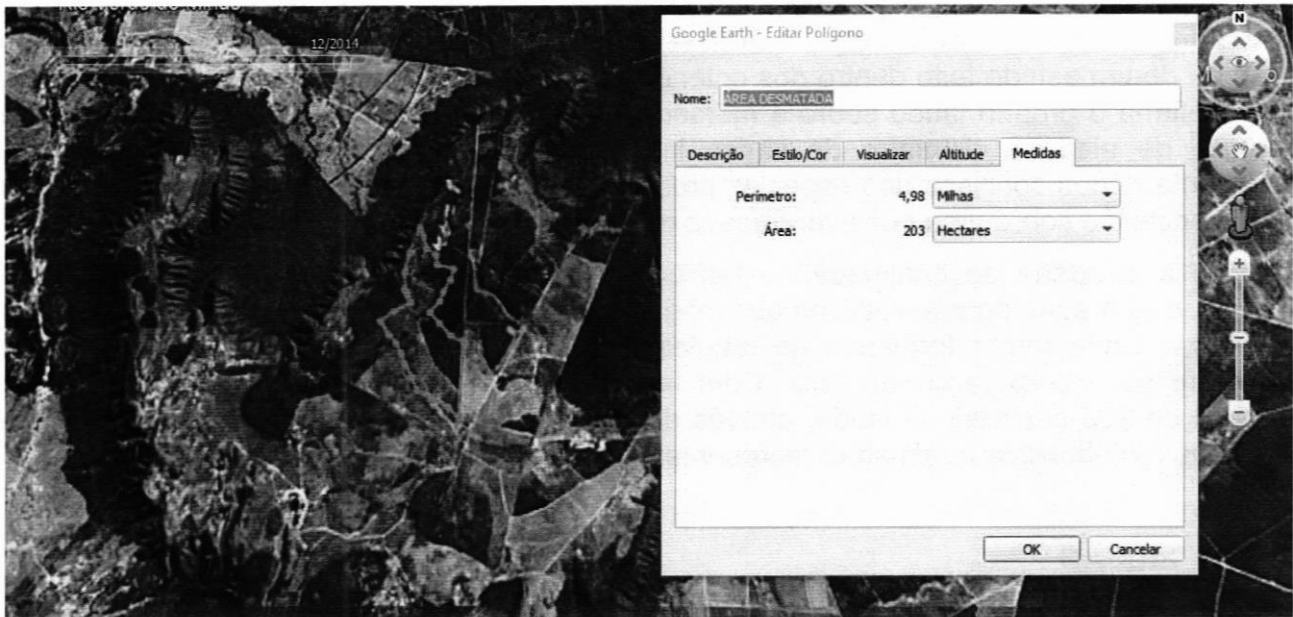 12/2014
Google Earth - Editar Polígono
Nome: ÁREA DESMATADA
Descrição Estilo/Cor Visualizar Altitude Medidas
Perímetro: 4,98 Milhas
Área: 203 Hectares
OK Cancelar
N
O